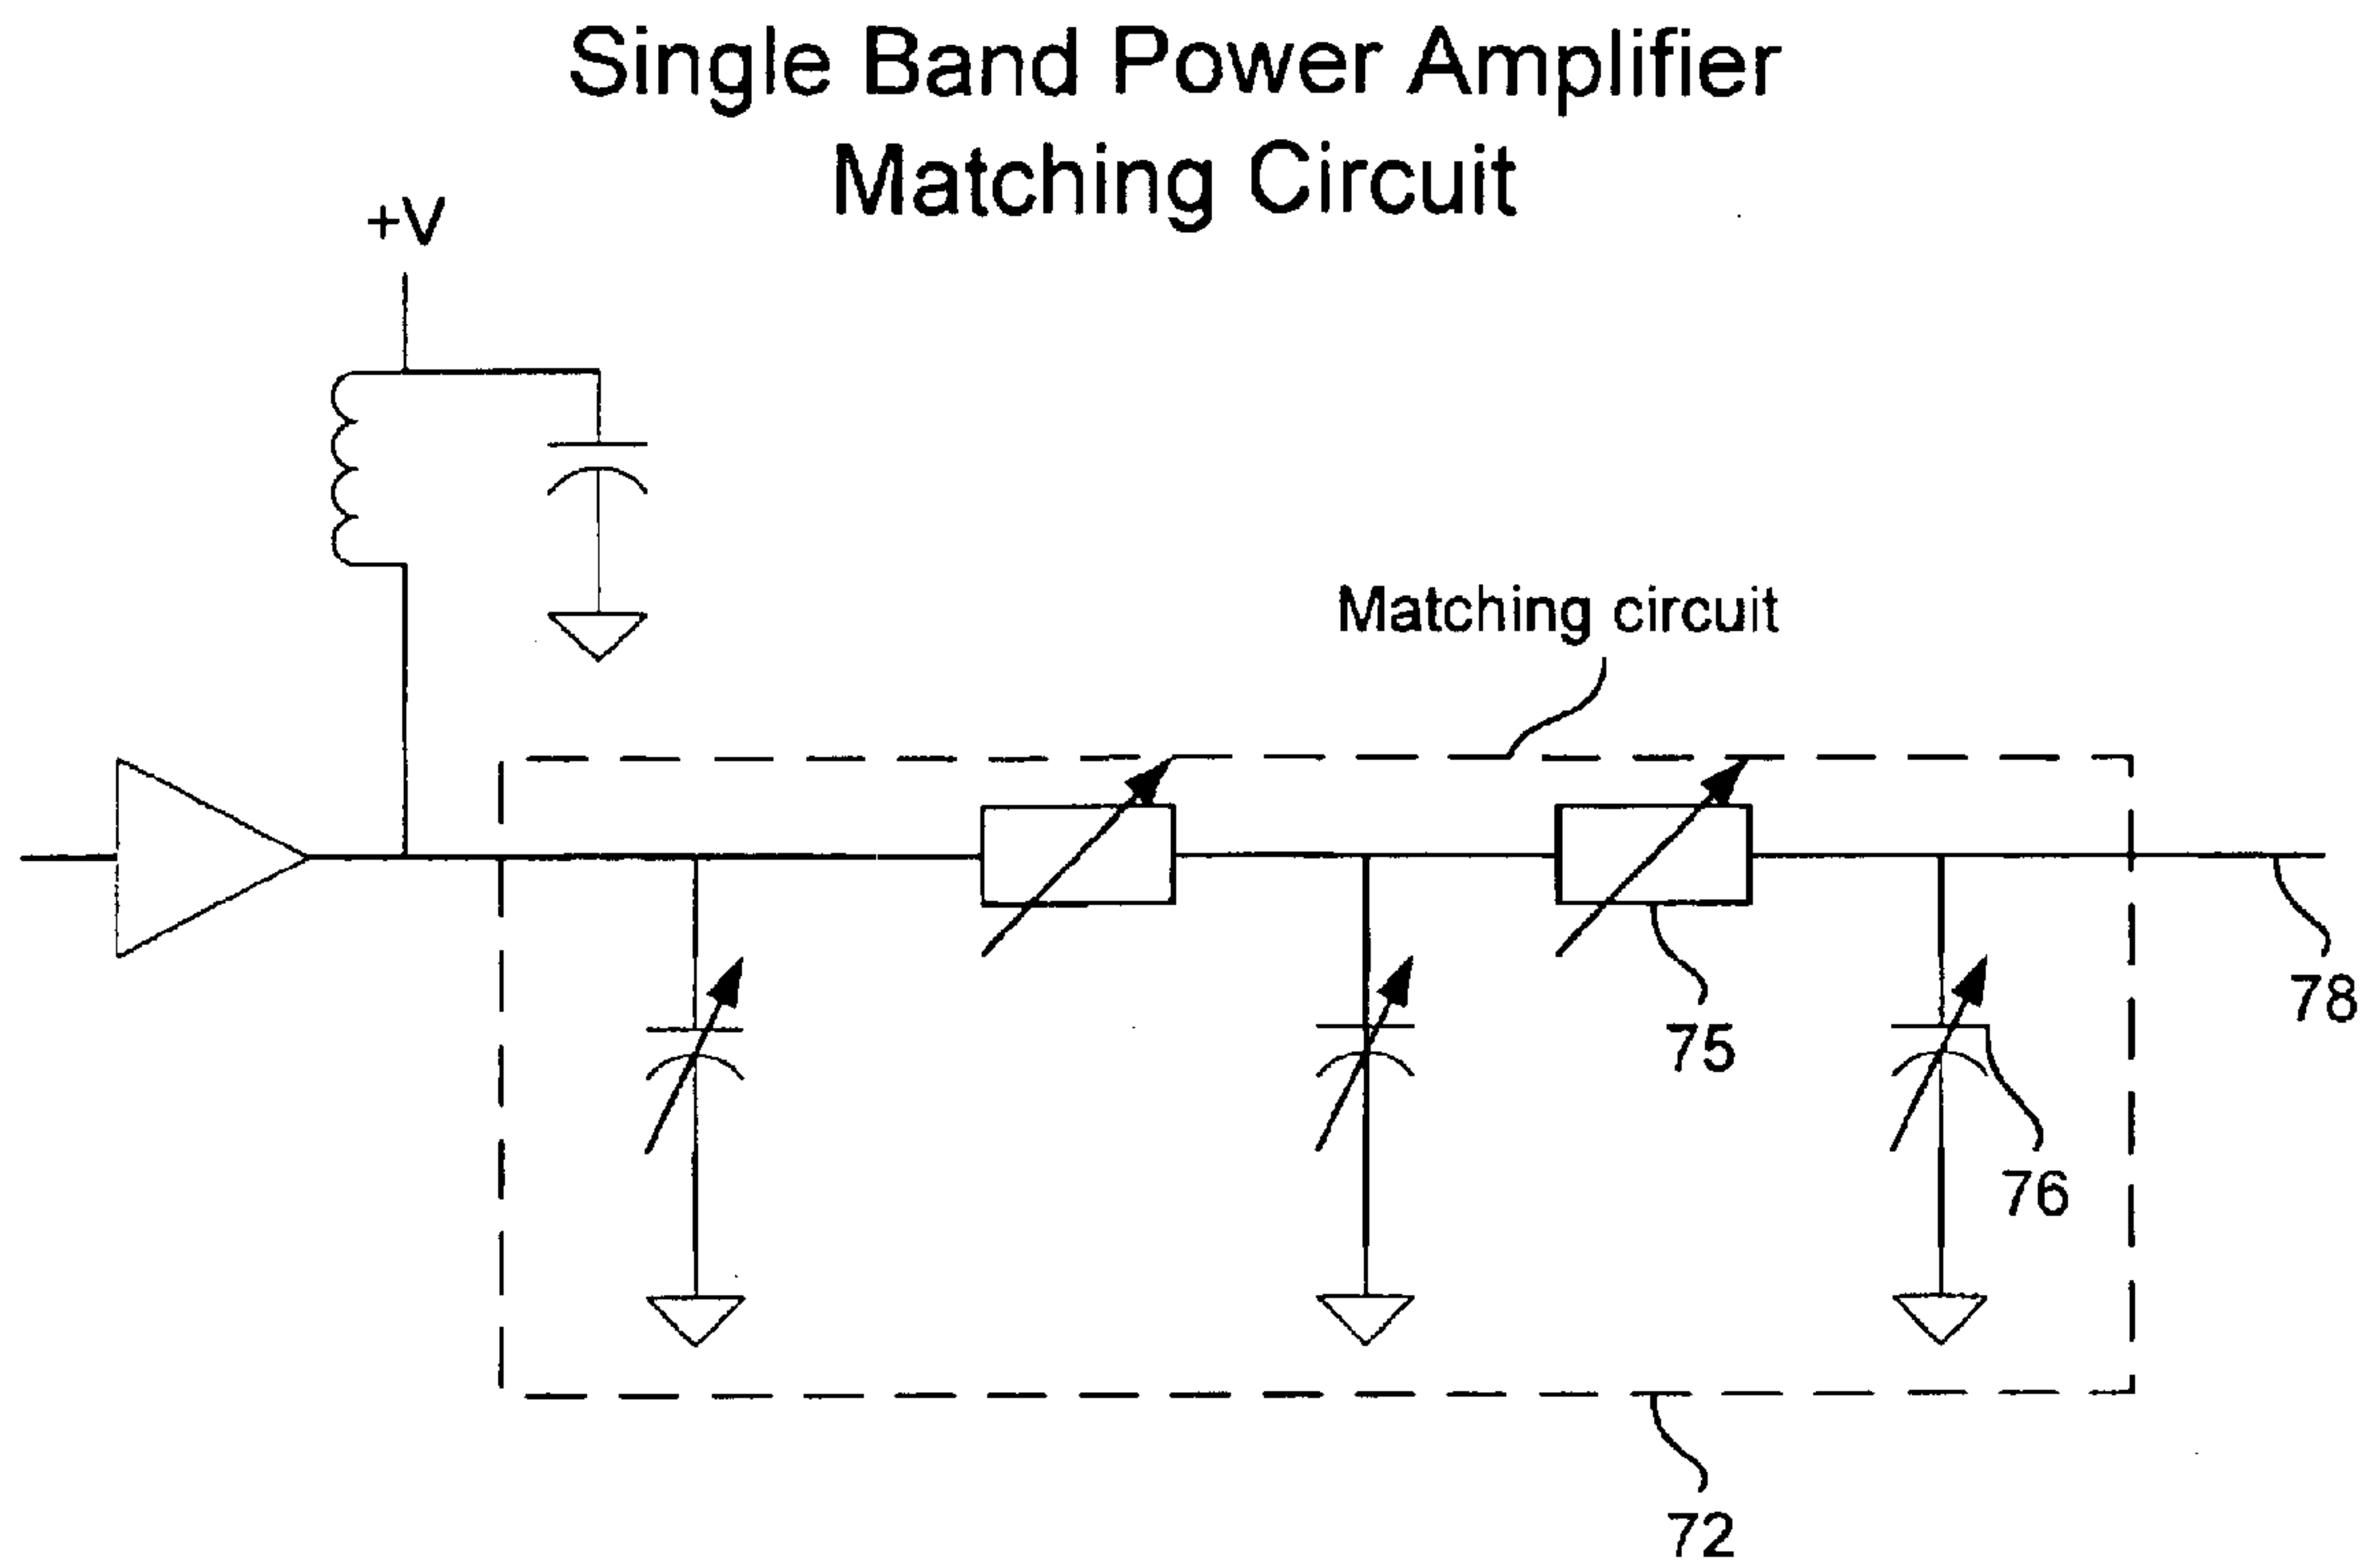 Single Band Power Amplifier
Matching Circuit
+V
Matching circuit
78
75
76
72